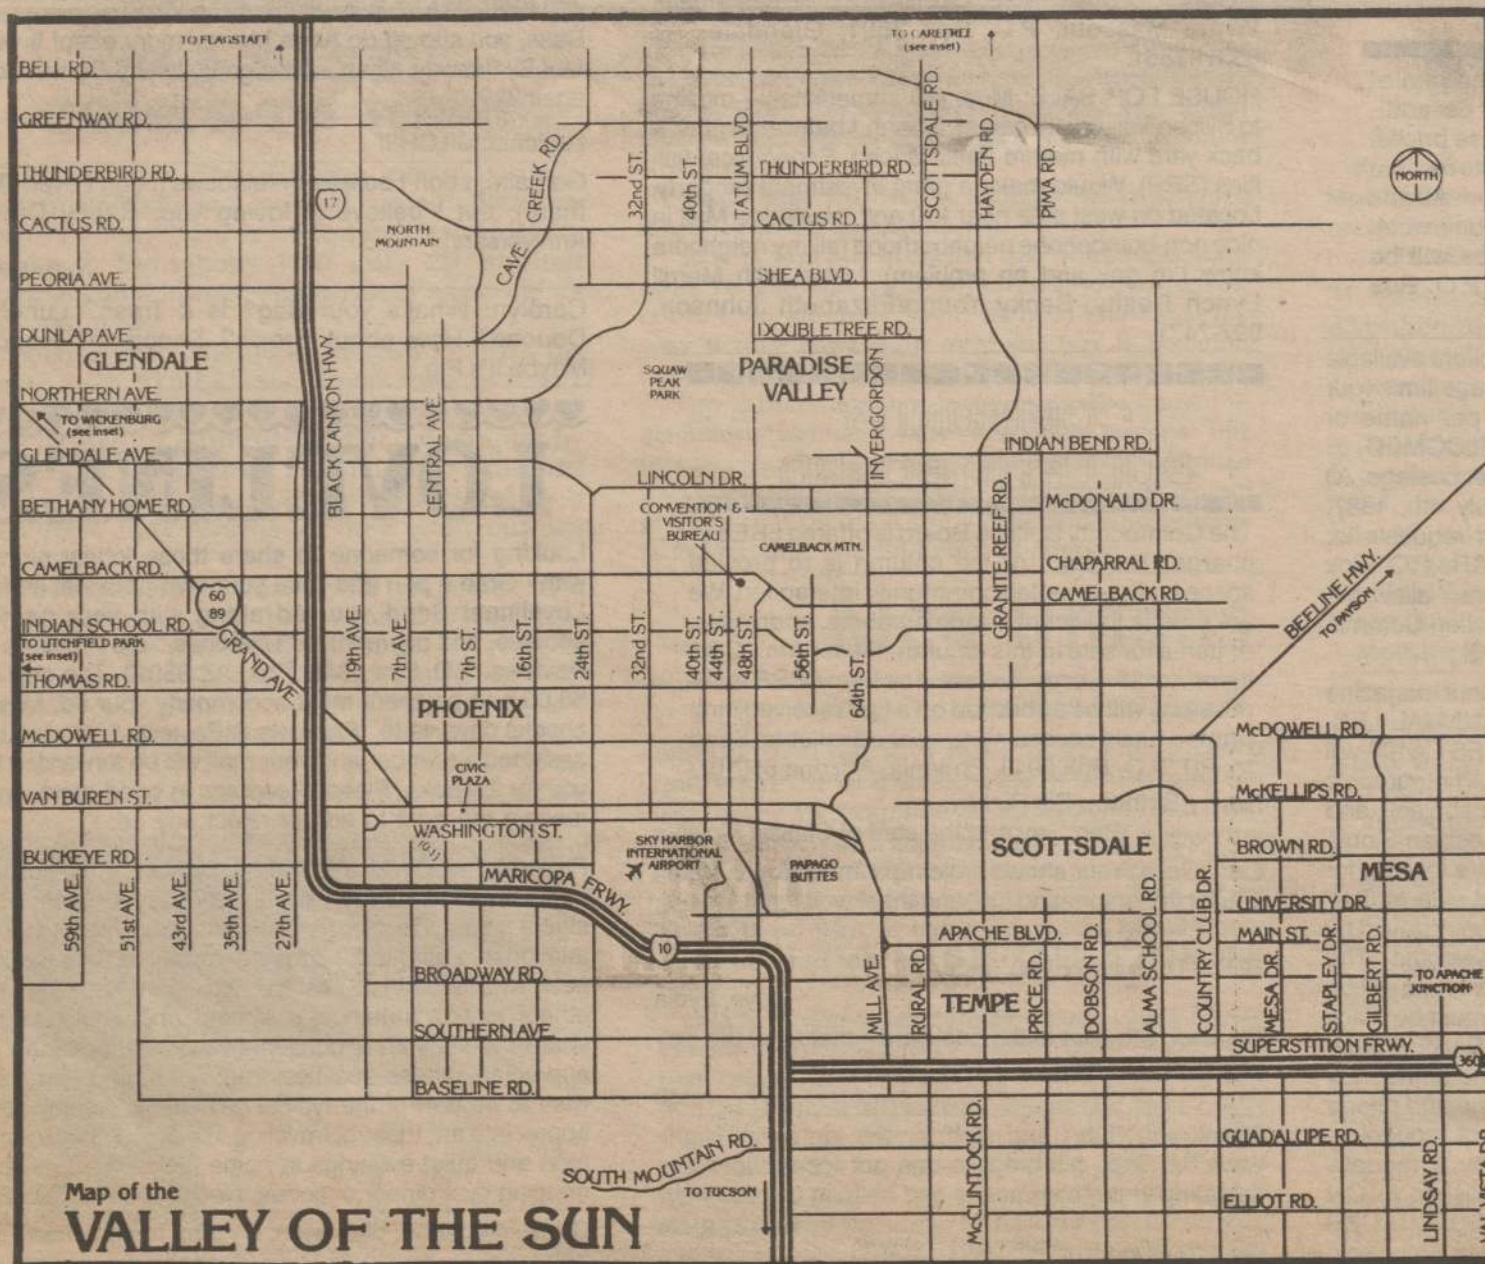 TO FLAGSTAFF
TO CAREFREE
(see inset)
BELL RD.
GREENWAY RD.
THUNDERBIRD RD.
CACTUS RD.
PEORIA AVE.
DUNLAP AVE.
GLENDALE
NORTHERN AVE.
TO WICKENBURG
(see inset)
GLENDALE AVE.
BETHANY HOME RD.
CAMELBACK RD.
60
89
INDIAN SCHOOL RD.
TO LITCHFIELD PARK
(see inset)
GRAND AVE.
THOMAS RD.
McDOWELL RD.
VAN BUREN ST.
BUCKEYE RD.
59th AVE.
51st AVE.
43rd AVE.
35th AVE.
27th AVE.
17
NORTH
MOUNTAIN
CAVE CREEK RD.
32nd ST.
40th ST.
TATUM BLVD.
THUNDERBIRD RD.
CACTUS RD.
SHEA BLVD.
DOUBLETREE RD.
SCOTTSDALE RD.
HAYDEN RD.
PIMA RD.
NORTH
BLACK CANYON HWY.
CENTRAL AVE.
SQUAW
PEAK
PARK
PARADISE
VALLEY
INVERGORDON
INDIAN BEND RD.
LINCOLN DR.
CONVENTION &
VISITOR'S
BUREAU
CAMELBACK MTN.
GRANITE REEF RD.
McDONALD DR.
CHAPARRAL RD.
CAMELBACK RD.
BEELINE HWY.
TO PAYSON
19th AVE.
7th AVE.
7th ST.
16th ST.
24th ST.
32nd ST.
40th ST.
44th ST.
48th ST.
56th ST.
64th ST.
PHOENIX
CIVIC
PLAZA
WASHINGTON ST.
(0-1)
SKY HARBOR
INTERNATIONAL
AIRPORT
PAPAGO
BUTTES
MARICOPA FRWY.
10
McDOWELL RD.
McKELLIPS RD.
SCOTTSDALE
BROWN RD.
MESA
UNIVERSITY DR.
APACHE BLVD.
MAIN ST.
BROADWAY RD.
MILL AVE.
RURAL RD.
TEMPE
PRICE RD.
DOBSON RD.
ALMA SCHOOL RD.
COUNTRY CLUB DR.
MESA DR.
STAPLEY DR.
GILBERT RD.
TO APACHE
JUNCTION
SOUTHERN AVE.
SUPERSTITION FRWY.
360
BASELINE RD.
McCLINTOCK RD.
GUADALUPE RD.
ELLIOT RD.
LINDSAY RD.
VAL VISTA DR.
SOUTH MOUNTAIN RD.
TO TUCSON
Map of the
VALLEY OF THE SUN